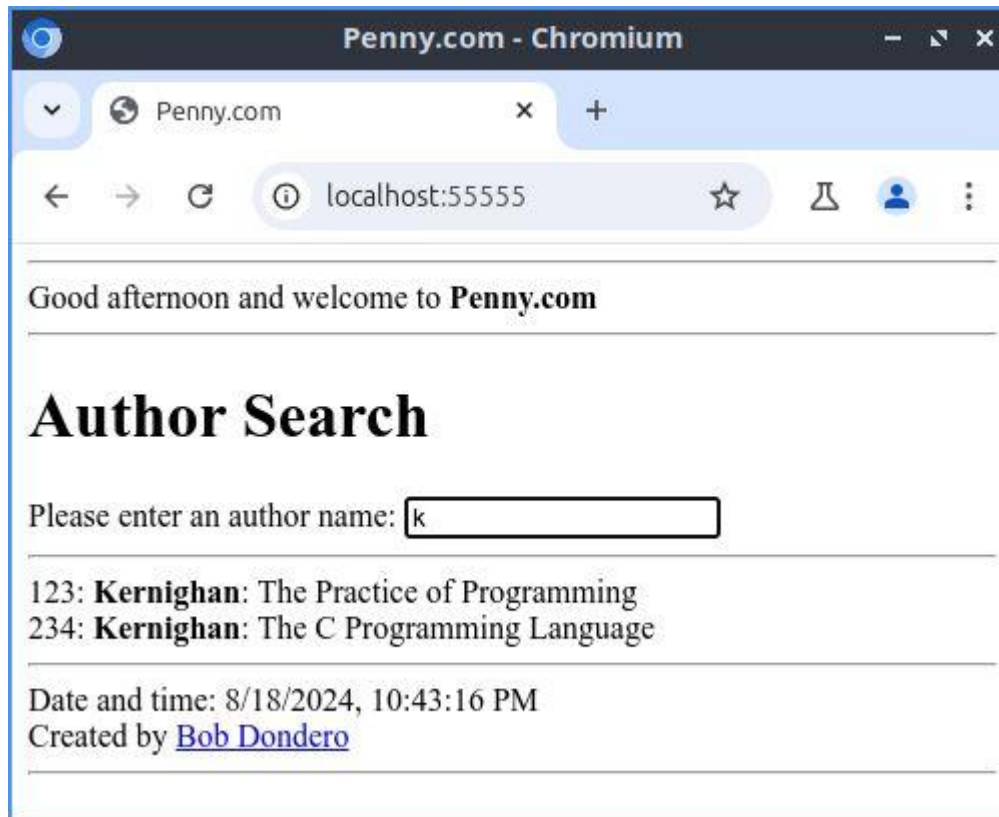 Penny.com - Chromium
Penny.com
localhost:55555
Good afternoon and welcome to Penny.com
Author Search
Please enter an author name: k
123: Kernighan: The Practice of Programming
234: Kernighan: The C Programming Language
Date and time: 8/18/2024, 10:43:16 PM
Created by Bob Dondero